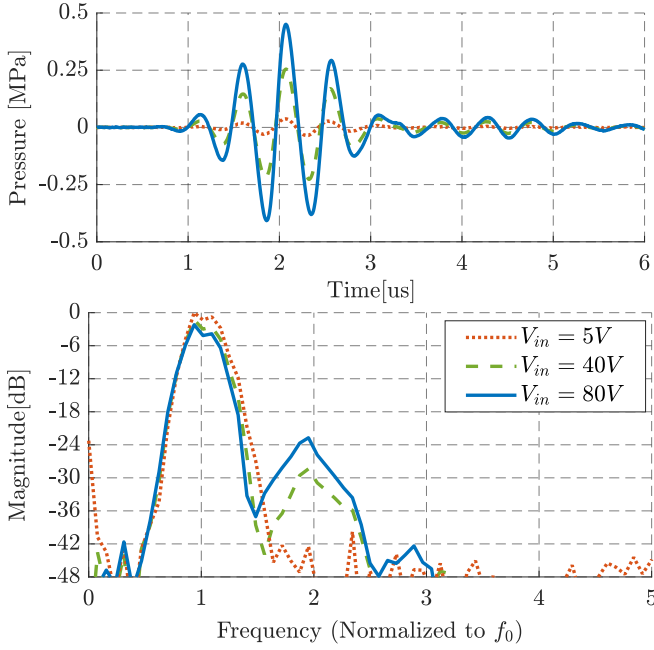 0.5
0.25
0
-0.25
-0.5
Pressure [MPa]
0 1 2 3 4 5 6
Time[us]
0
-6
-12
-18
-24
-30
-36
-42
-48
Magnitude[dB]
V_in = 5V
V_in = 40V
V_in = 80V
0 1 2 3 4 5
Frequency (Normalized to f_0)